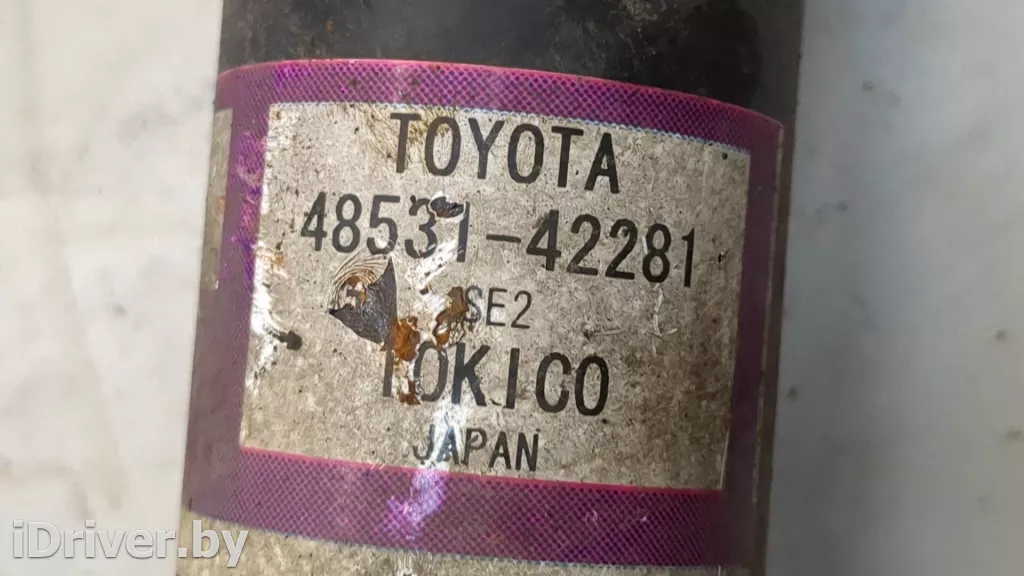 TOYOTA
48531-42281
SE2
TOKICO
JAPAN
iDriver.by